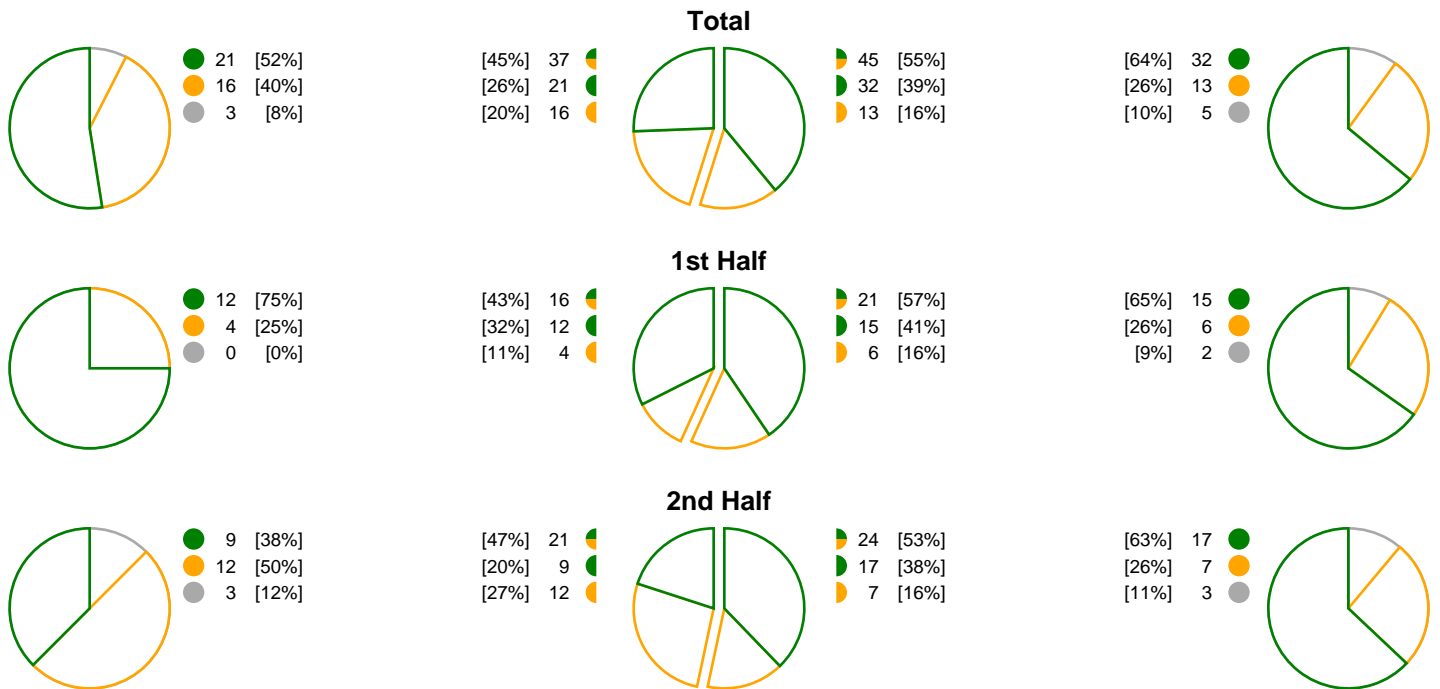 Total
21 [52%] [45%] 37 45 [55%] [64%] 32
16 [40%] [26%] 21 32 [39%] [26%] 13
3 [8%] [20%] 16 13 [16%] [10%] 5
1st Half
12 [75%] [43%] 16 21 [57%] [65%] 15
4 [25%] [32%] 12 15 [41%] [26%] 6
0 [0%] [11%] 4 6 [16%] [9%] 2
2nd Half
9 [38%] [47%] 21 24 [53%] [63%] 17
12 [50%] [20%] 9 17 [38%] [26%] 7
3 [12%] [27%] 12 7 [16%] [11%] 3